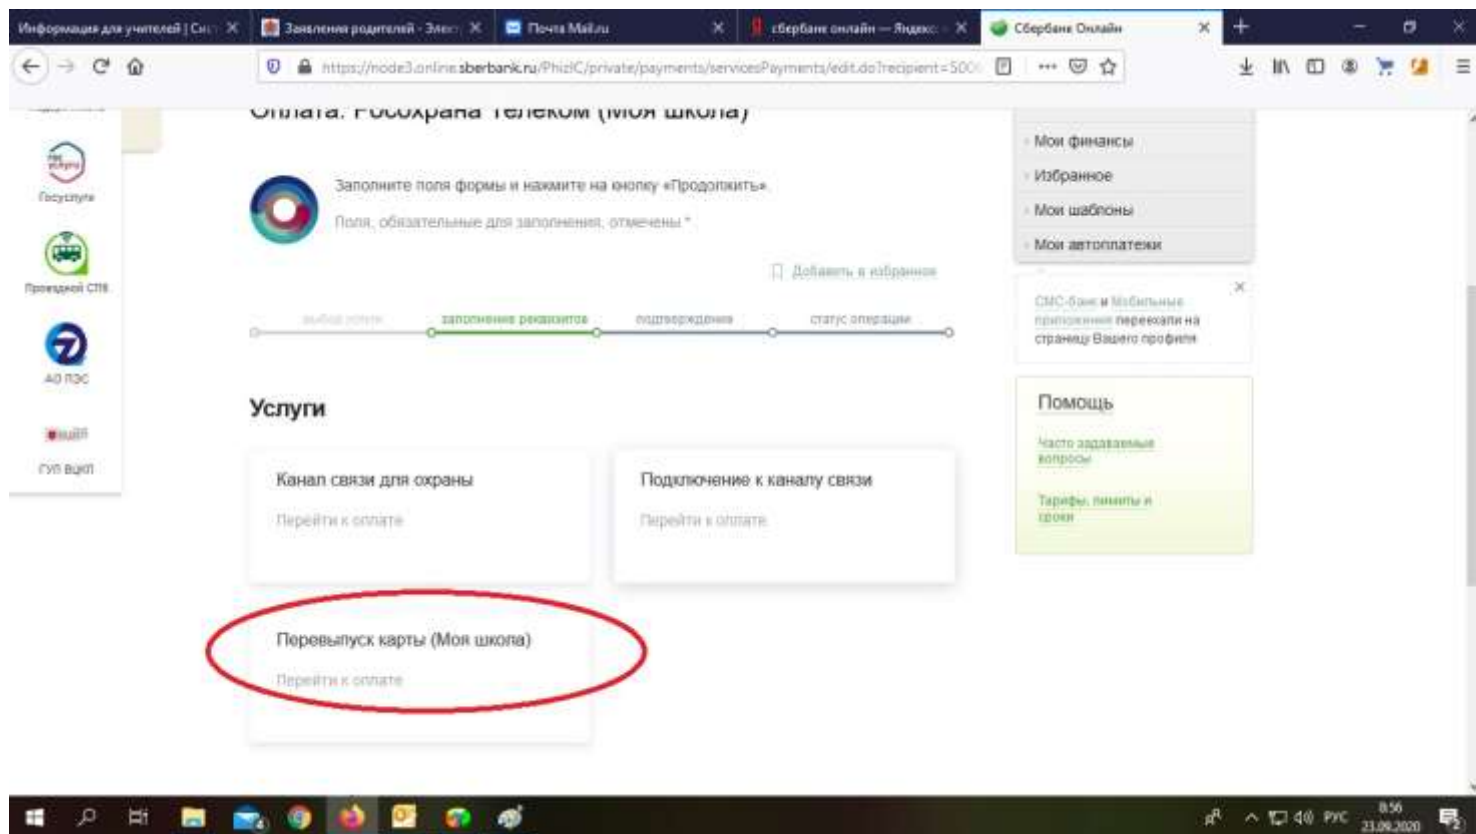 Информация для учителей | Сис
Заявления родителей - Элек
Почта Mail.ru
сбербанк онлайн — Яндекс:
Сбербанк Онлайн
https://node3.online.sberbank.ru/PhizIC/private/payments/servicesPayments/edit.do?recipient=500
Оплата: Росохрана Телеком (Моя школа)
Заполните поля формы и нажмите на кнопку «Продолжить».
Поля, обязательные для заполнения, отмечены *
Добавить в избранное
выбор услуги
заполнение реквизитов
подтверждение
статус операции
Услуги
Канал связи для охраны
Перейти к оплате
Подключение к каналу связи
Перейти к оплате
Перевыпуск карты (Моя школа)
Перейти к оплате
гос
услуги
Госуслуги
Проездной СПб
АО ПЭС
ГУП ВЦКП
Мои финансы
Избранное
Мои шаблоны
Мои автоплатежи
СМС-банк и Мобильные
приложения переехали на
страницу Вашего профиля
Помощь
Часто задаваемые
вопросы
Тарифы, лимиты и
сроки
РУС
8:56
23.09.2020